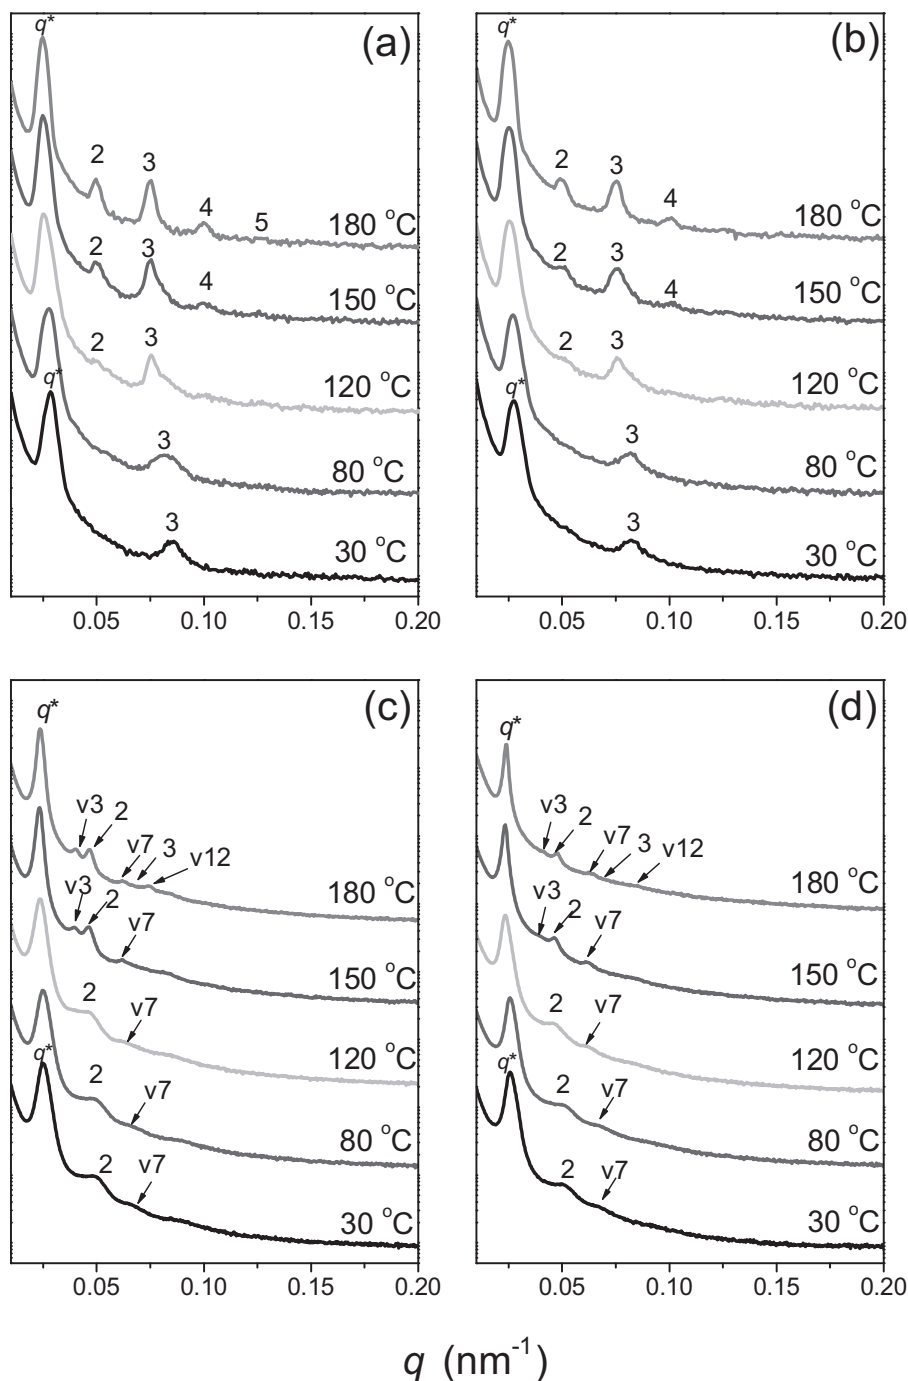 q* (a)
2 3 4 5
180 °C
2 3 4
150 °C
2 3
120 °C
q* 3
80 °C
3
30 °C
0.05 0.10 0.15 0.20
q* (b)
2 3 4
180 °C
2 3 4
150 °C
2 3
120 °C
q* 3
80 °C
3
30 °C
0.05 0.10 0.15 0.20
q* (c)
v3 2 v7 3 v12
180 °C
v3 2 v7
150 °C
2 v7
120 °C
q* 2 v7
80 °C
2 v7
30 °C
0.05 0.10 0.15 0.20
q* (d)
v3 2 v7 3 v12
180 °C
v3 2 v7
150 °C
2 v7
120 °C
q* 2 v7
80 °C
2 v7
30 °C
0.05 0.10 0.15 0.20
q (nm⁻¹)